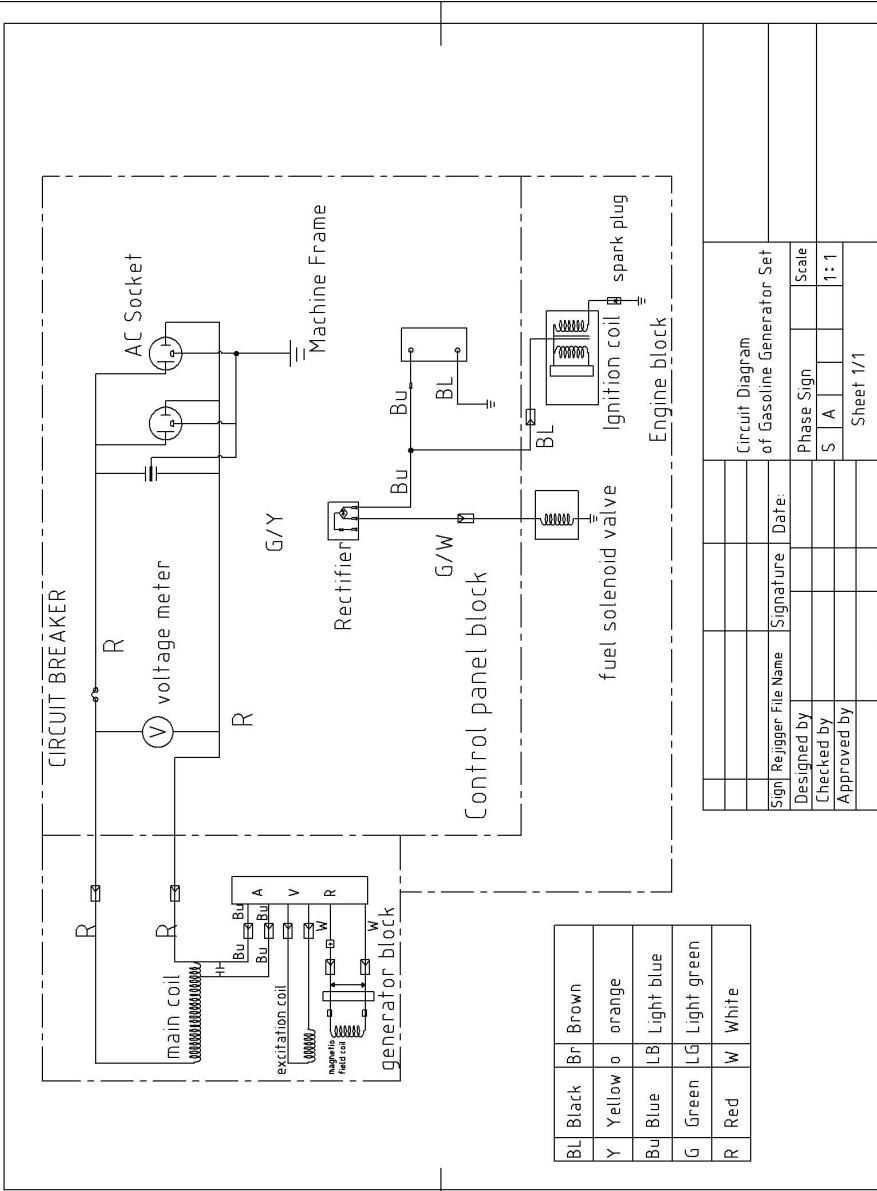 CIRCUIT BREAKER
AC Socket
R
voltage meter
V
R
G/Y
Machine Frame
Rectifier
Bu
Bu
BL
G/W
BL
Control panel block
fuel solenoid valve
Ignition coil
spark plug
Engine block
R
R
main coil
Bu
Bu
Bu
Bu
A
V
R
W
W
excitation coil
magnetio
field coil
generator block
BL Black Br Brown
Y Yellow o orange
Bu Blue LB Light blue
G Green LG Light green
R Red W White
Sign Rejigger File Name Signature Date:
Designed by
Checked by
Approved by
Circuit Diagram
of Gasoline Generator Set
Phase Sign Scale
S A 1:1
Sheet 1/1